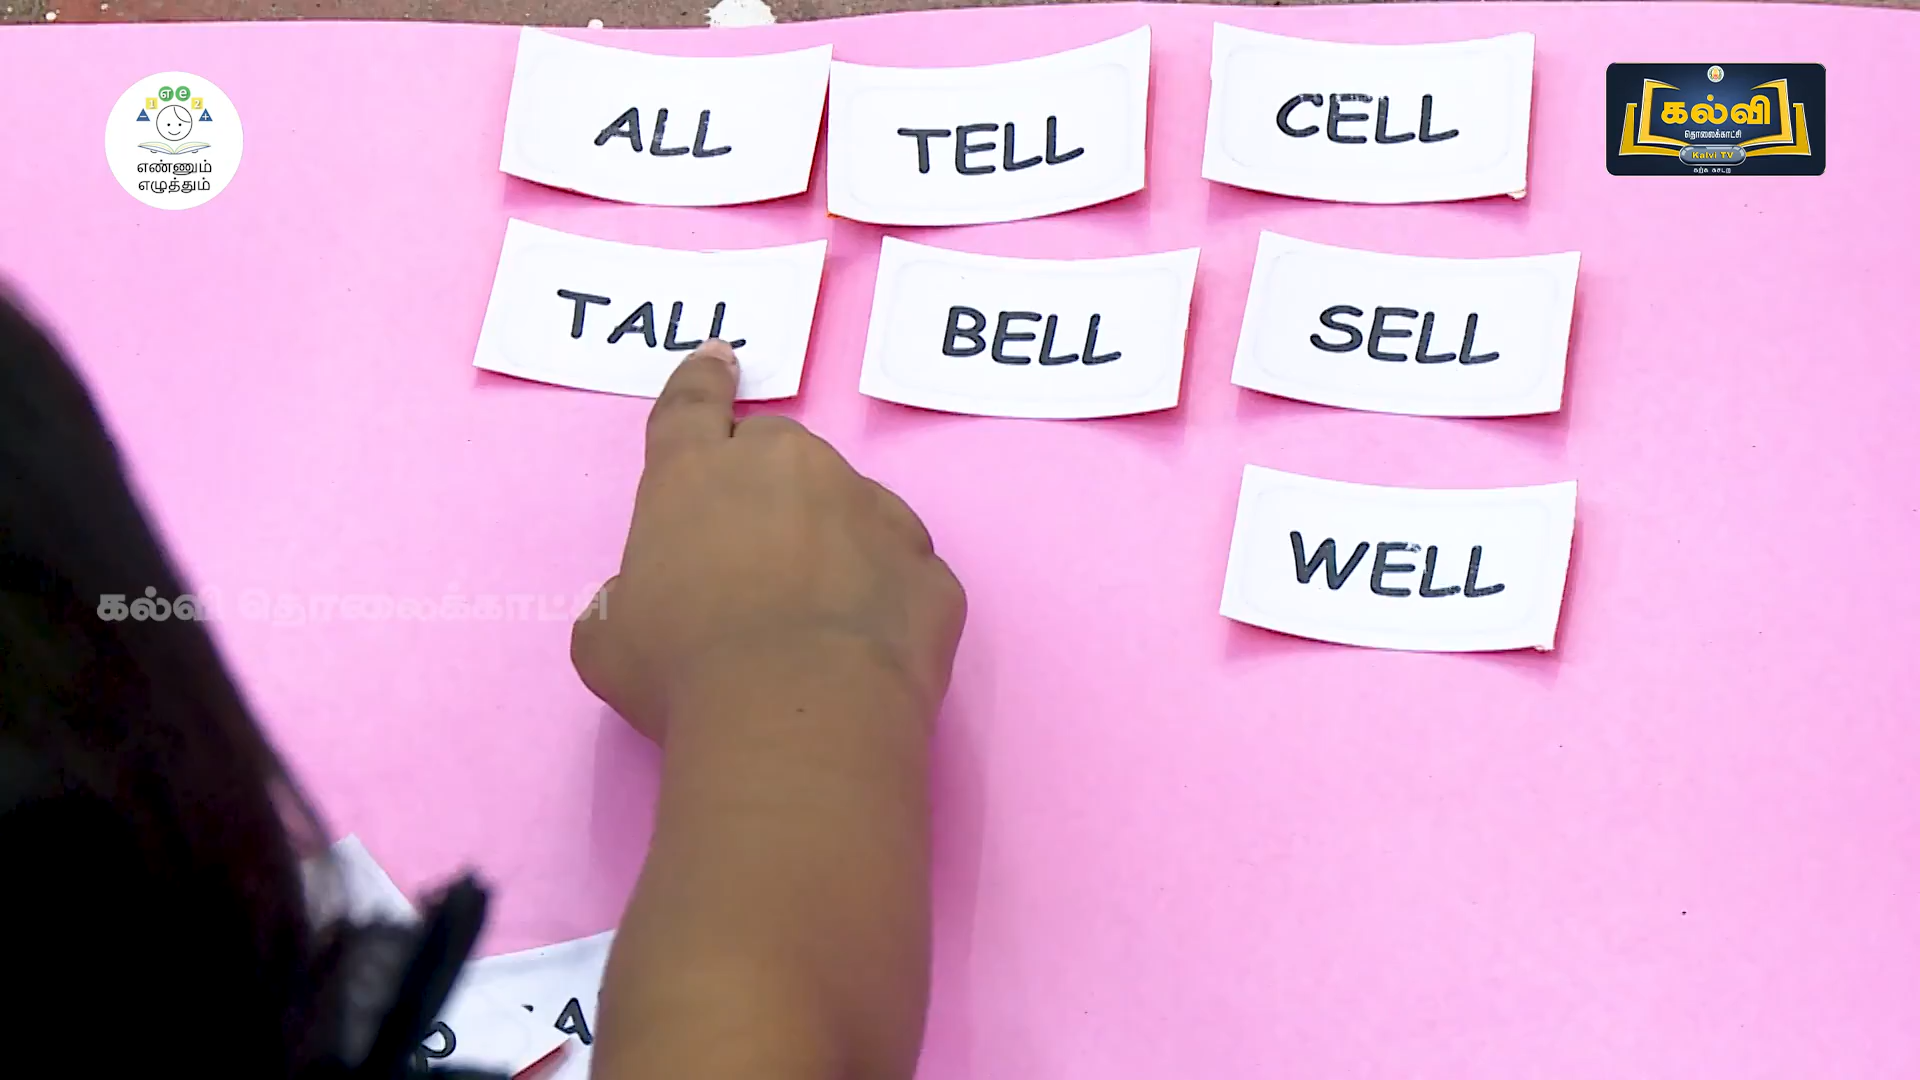 ALL
TELL
CELL
எண்ணும்
எழுத்தும்
கல்வி
தொலைக்காட்சி
Kalvi TV
TALL
BELL
SELL
WELL
கல்வி தொலைக்காட்சி